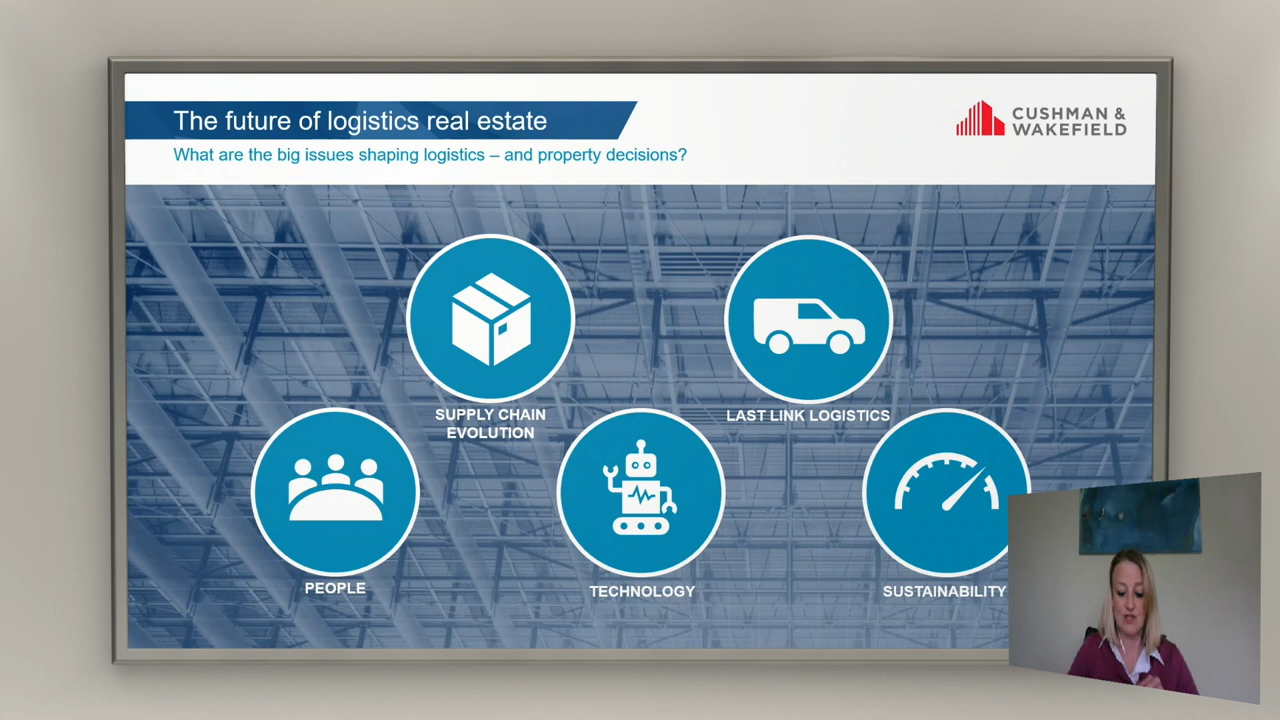 The future of logistics real estate
CUSHMAN &
WAKEFIELD
What are the big issues shaping logistics – and property decisions?
SUPPLY CHAIN
EVOLUTION
LAST LINK LOGISTICS
PEOPLE
TECHNOLOGY
SUSTAINABILITY